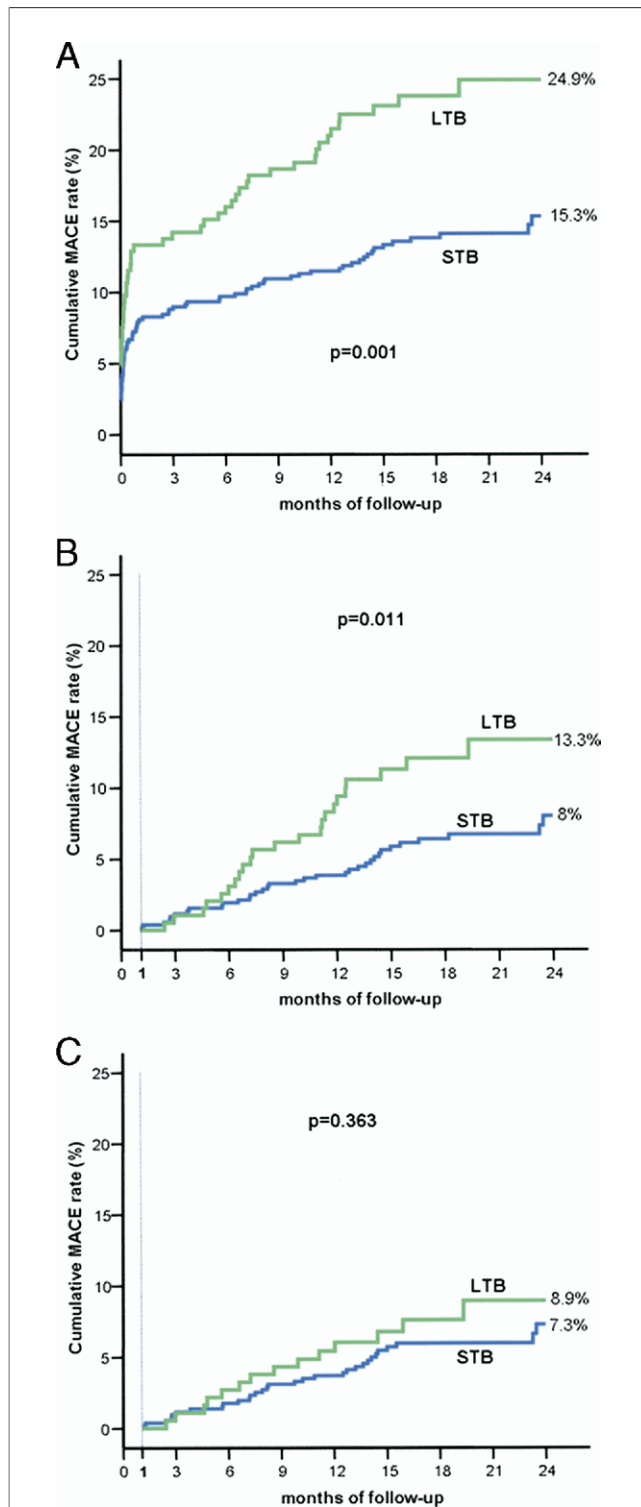 A
Cumulative MACE rate (%)
25
20
15
10
5
0
24.9%
LTB
15.3%
STB
p=0.001
0 3 6 9 12 15 18 21 24
months of follow-up
B
Cumulative MACE rate (%)
25
20
15
10
5
0
p=0.011
LTB
13.3%
STB
8%
0 1 3 6 9 12 15 18 21 24
months of follow-up
C
Cumulative MACE rate (%)
25
20
15
10
5
0
p=0.363
LTB
8.9%
7.3%
STB
0 1 3 6 9 12 15 18 21 24
months of follow-up